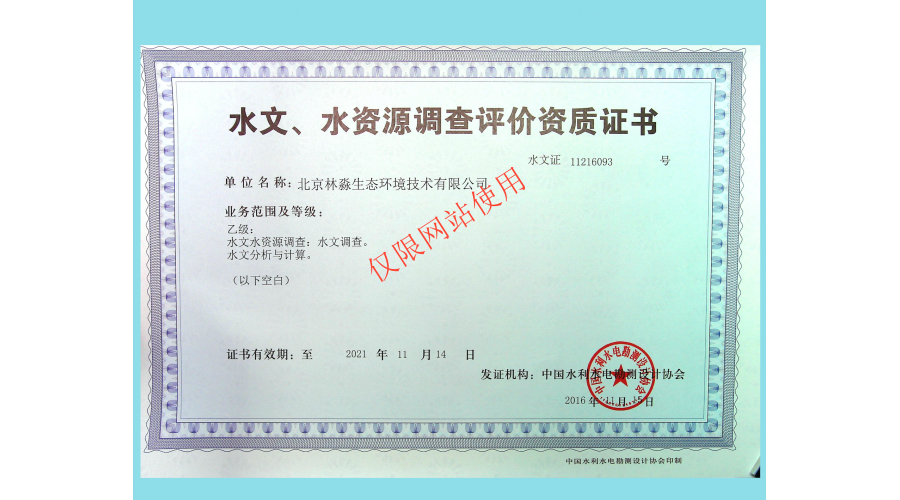 水文、水资源调查评价资质证书
水文证 11216093 号
单位名称：北京林淼生态环境技术有限公司
业务范围及等级：
乙级：
水文水资源调查：水文调查。
水文分析与计算。
（以下空白）
仅限网站使用
证书有效期：至 2021 年 11 月 14 日
发证机构：中国水利水电勘测设计协会
中国水利水电勘测设计协会
2016 年 11 月 15 日
中国水利水电勘测设计协会印制